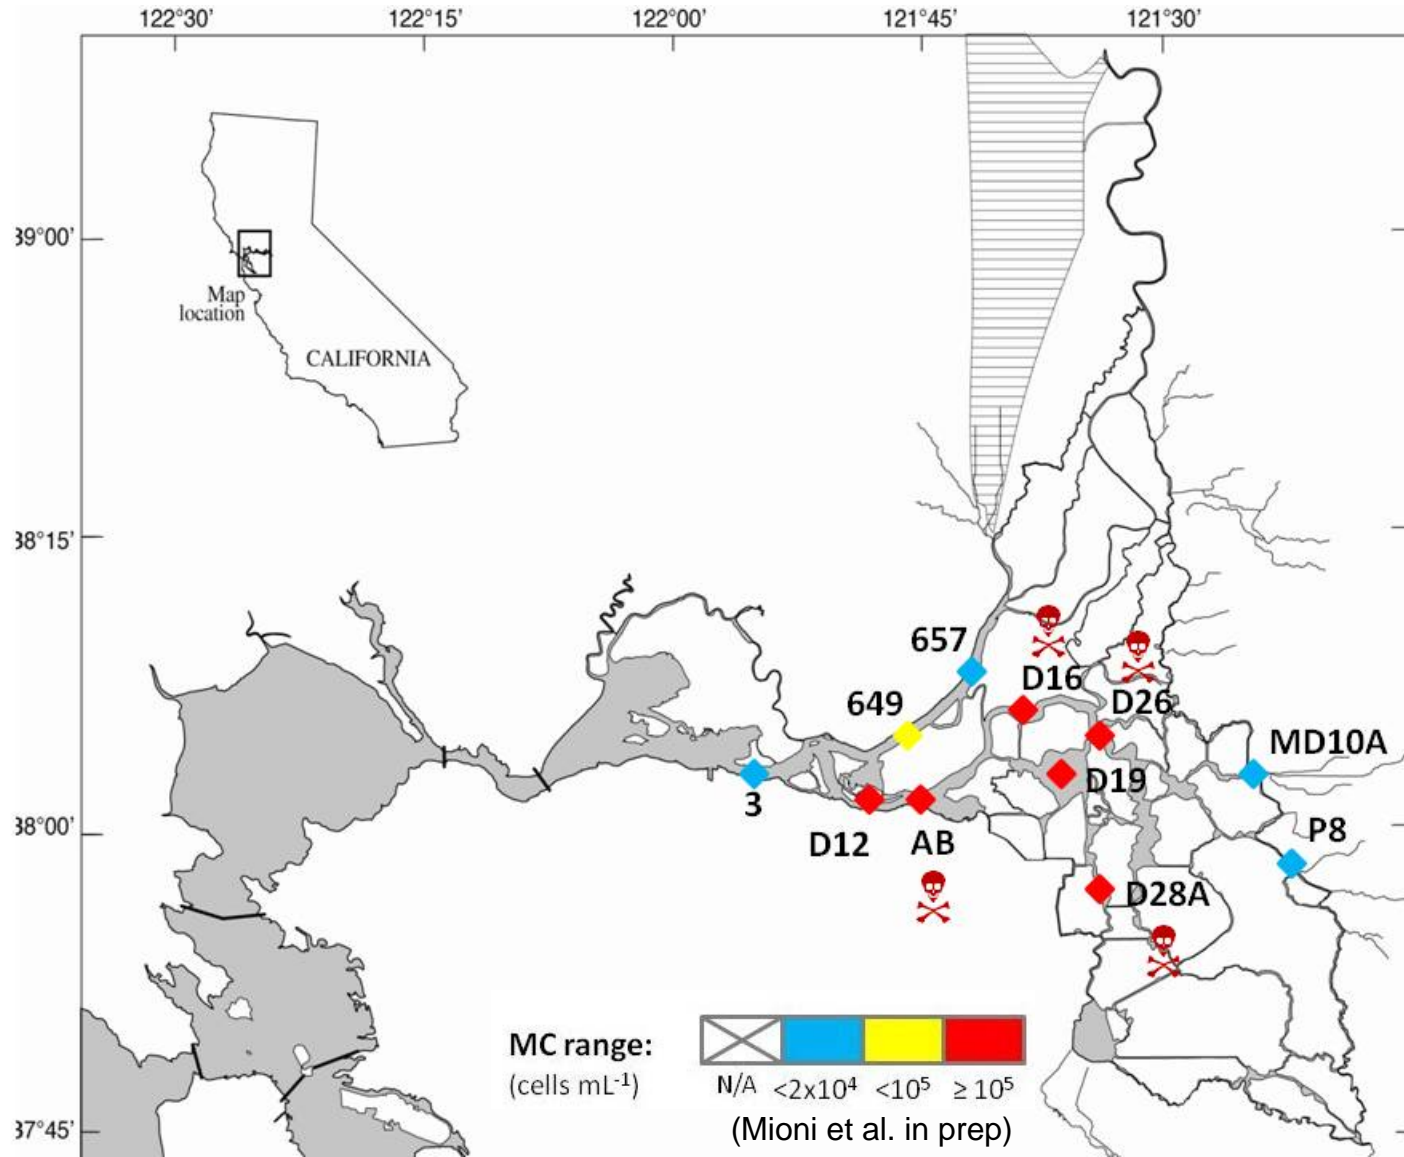 122°30' 122°15' 122°00' 121°45' 121°30'
39°00'
Map
location
CALIFORNIA
38°15'
657
D16
649
D26
MD10A
3
D19
38°00'
D12
AB
P8
D28A
MC range:
(cells mL-1)
N/A <2x10⁴ <10⁵ ≥ 10⁵
(Mioni et al. in prep)
37°45'